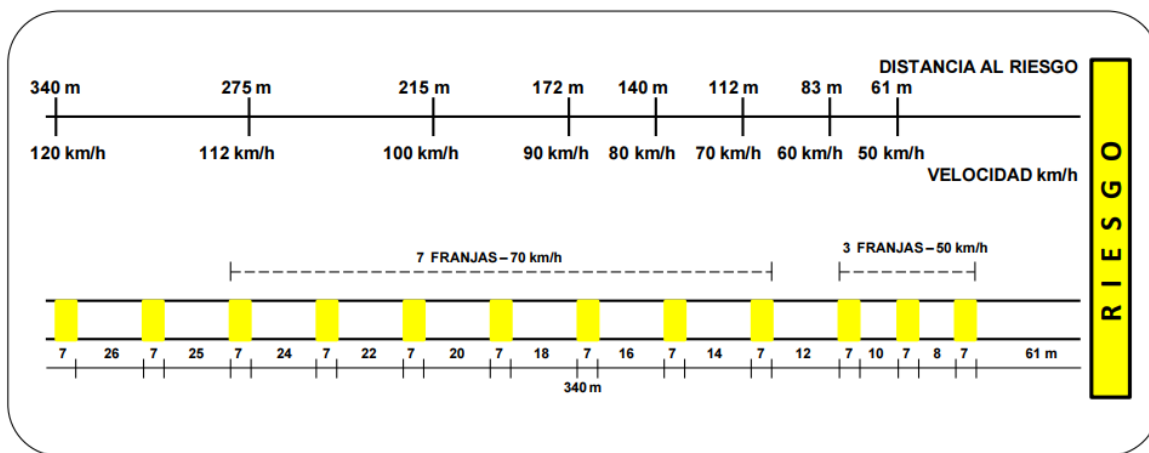 DISTANCIA AL RIESGO
340 m 275 m 215 m 172 m 140 m 112 m 83 m 61 m
120 km/h 112 km/h 100 km/h 90 km/h 80 km/h 70 km/h 60 km/h 50 km/h
VELOCIDAD km/h
RIESGO
7 FRANJAS – 70 km/h 3 FRANJAS – 50 km/h
7 26 7 25 7 24 7 22 7 20 7 18 7 16 7 14 7 12 7 10 7 8 7 61 m
340 m